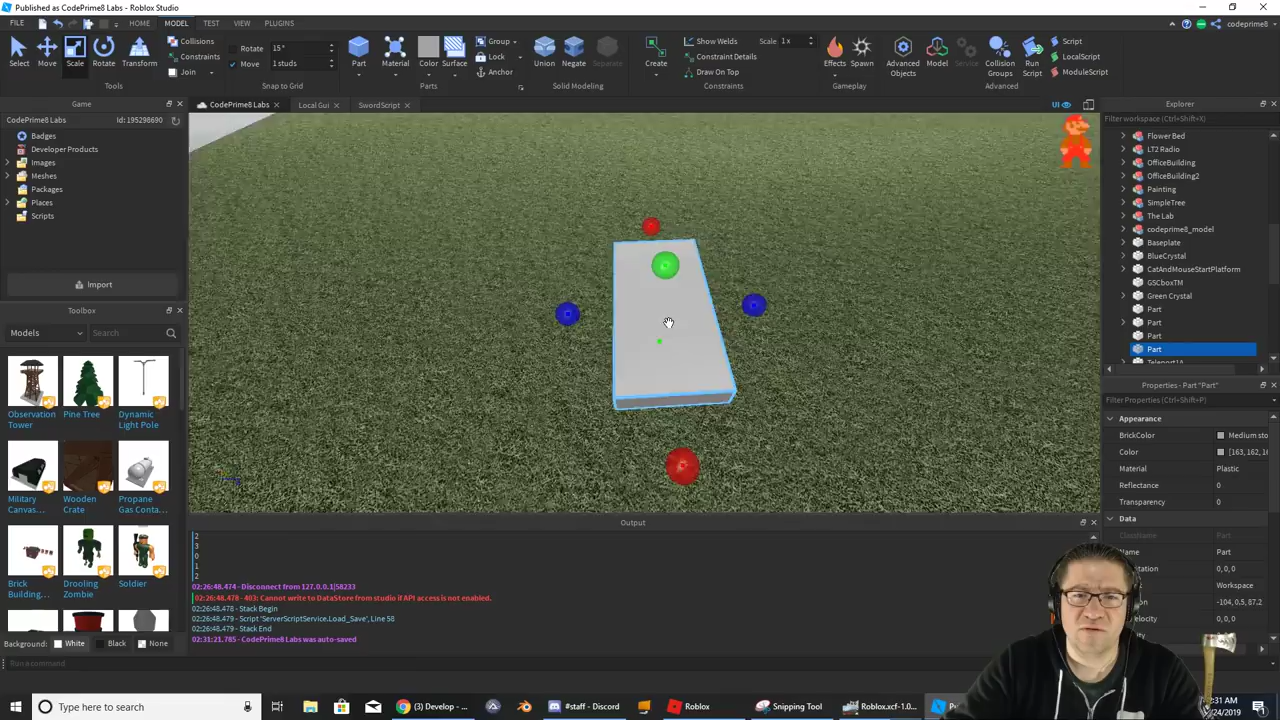 Published as CodePrime8 Labs - Roblox Studio
FILE
HOME
MODEL
TEST
VIEW
PLUGINS
codeprime8
Select
Move
Scale
Rotate
Transform
Tools
Collisions
Constraints
Join
Rotate
15°
Move
1 studs
Snap to Grid
Part
Material
Color
Surface
Group
Lock
Anchor
Parts
Union
Negate
Separate
Solid Modeling
Create
Show Welds
Scale
1 x
Constraint Details
Draw On Top
Constraints
Effects
Spawn
Gameplay
Advanced
Objects
Model
Service
Collision
Groups
Run
Script
Script
LocalScript
ModuleScript
Advanced
Game
CodePrime8 Labs
Id: 195298690
Badges
Developer Products
Images
Meshes
Packages
Places
Scripts
Import
Toolbox
Models
Search
Observation
Tower
Pine Tree
Dynamic
Light Pole
Military
Canvas...
Wooden
Crate
Propane
Gas Conta...
Brick
Building...
Drooling
Zombie
Soldier
Background:
White
Black
None
Run a command
CodePrime8 Labs
Local Gui
SwordScript
UI
Output
2
3
0
1
2
02:26:48.474 - Disconnect from 127.0.0.1|58233
02:26:48.478 - 403: Cannot write to DataStore from studio if API access is not enabled.
02:26:48.478 - Stack Begin
02:26:48.479 - Script 'ServerScriptService.Load_Save', Line 58
02:26:48.479 - Stack End
02:31:21.785 - CodePrime8 Labs was auto-saved
Explorer
Filter workspace (Ctrl+Shift+X)
FlowerBed
LT2 Radio
OfficeBuilding
OfficeBuilding2
Painting
SimpleTree
The Lab
codeprime8_model
Baseplate
BlueCrystal
CatAndMouseStartPlatform
GSCboxTM
Green Crystal
Part
Part
Part
Part
Teleport1A
Properties - Part "Part"
Filter Properties (Ctrl+Shift+P)
Appearance
BrickColor
Medium sto
Color
[163, 162, 16
Material
Plastic
Reflectance
0
Transparency
0
Data
ClassName
Part
Name
Part
0, 0, 0
Workspace
-104, 0.5, 87.2
0, 0, 0
Type here to search
(3) Develop - ...
#staff - Discord
Roblox
Snipping Tool
Roblox.xcf-1.0...